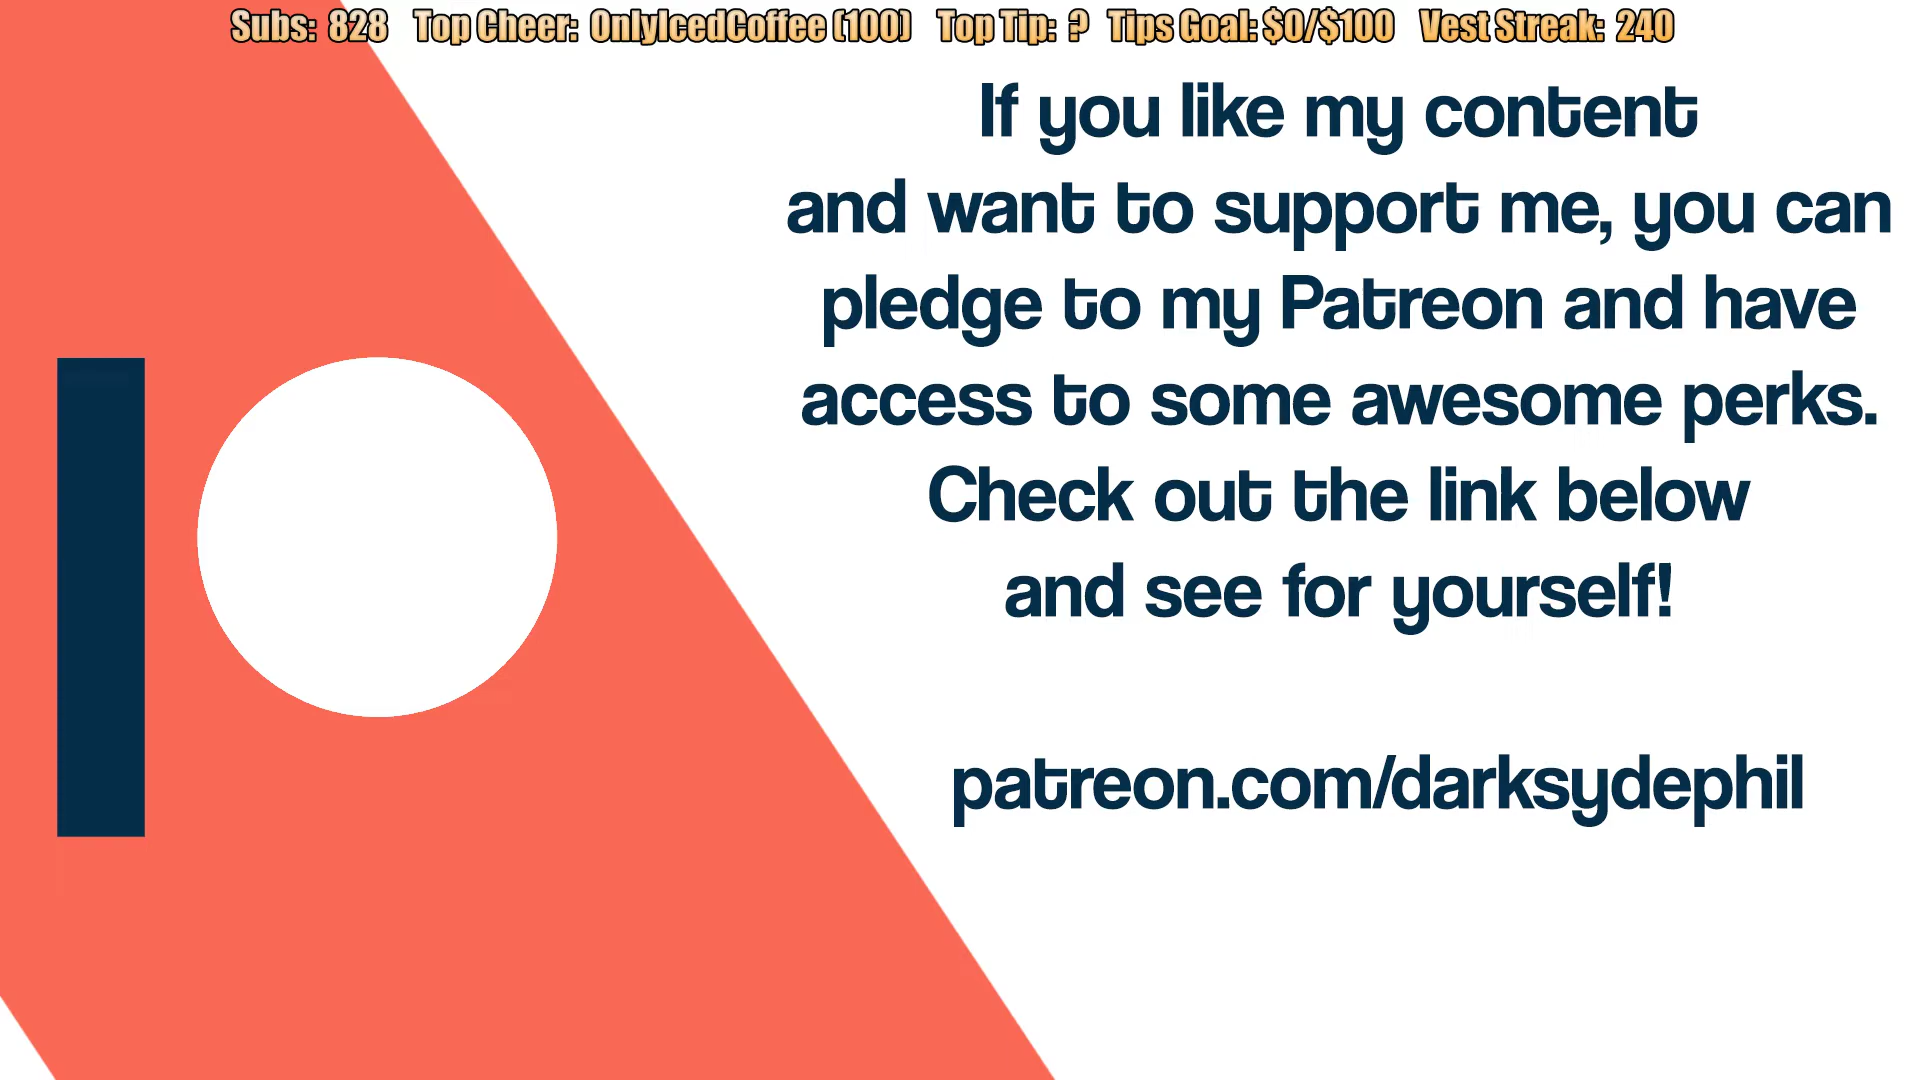 Subs: 828 Top Cheer: OnlyIcedCoffee (100) Top Tip: ? Tips Goal: $0/$100 Vest Streak: 240
If you like my content
and want to support me, you can
pledge to my Patreon and have
access to some awesome perks.
Check out the link below
and see for yourself!
patreon.com/darksydephil